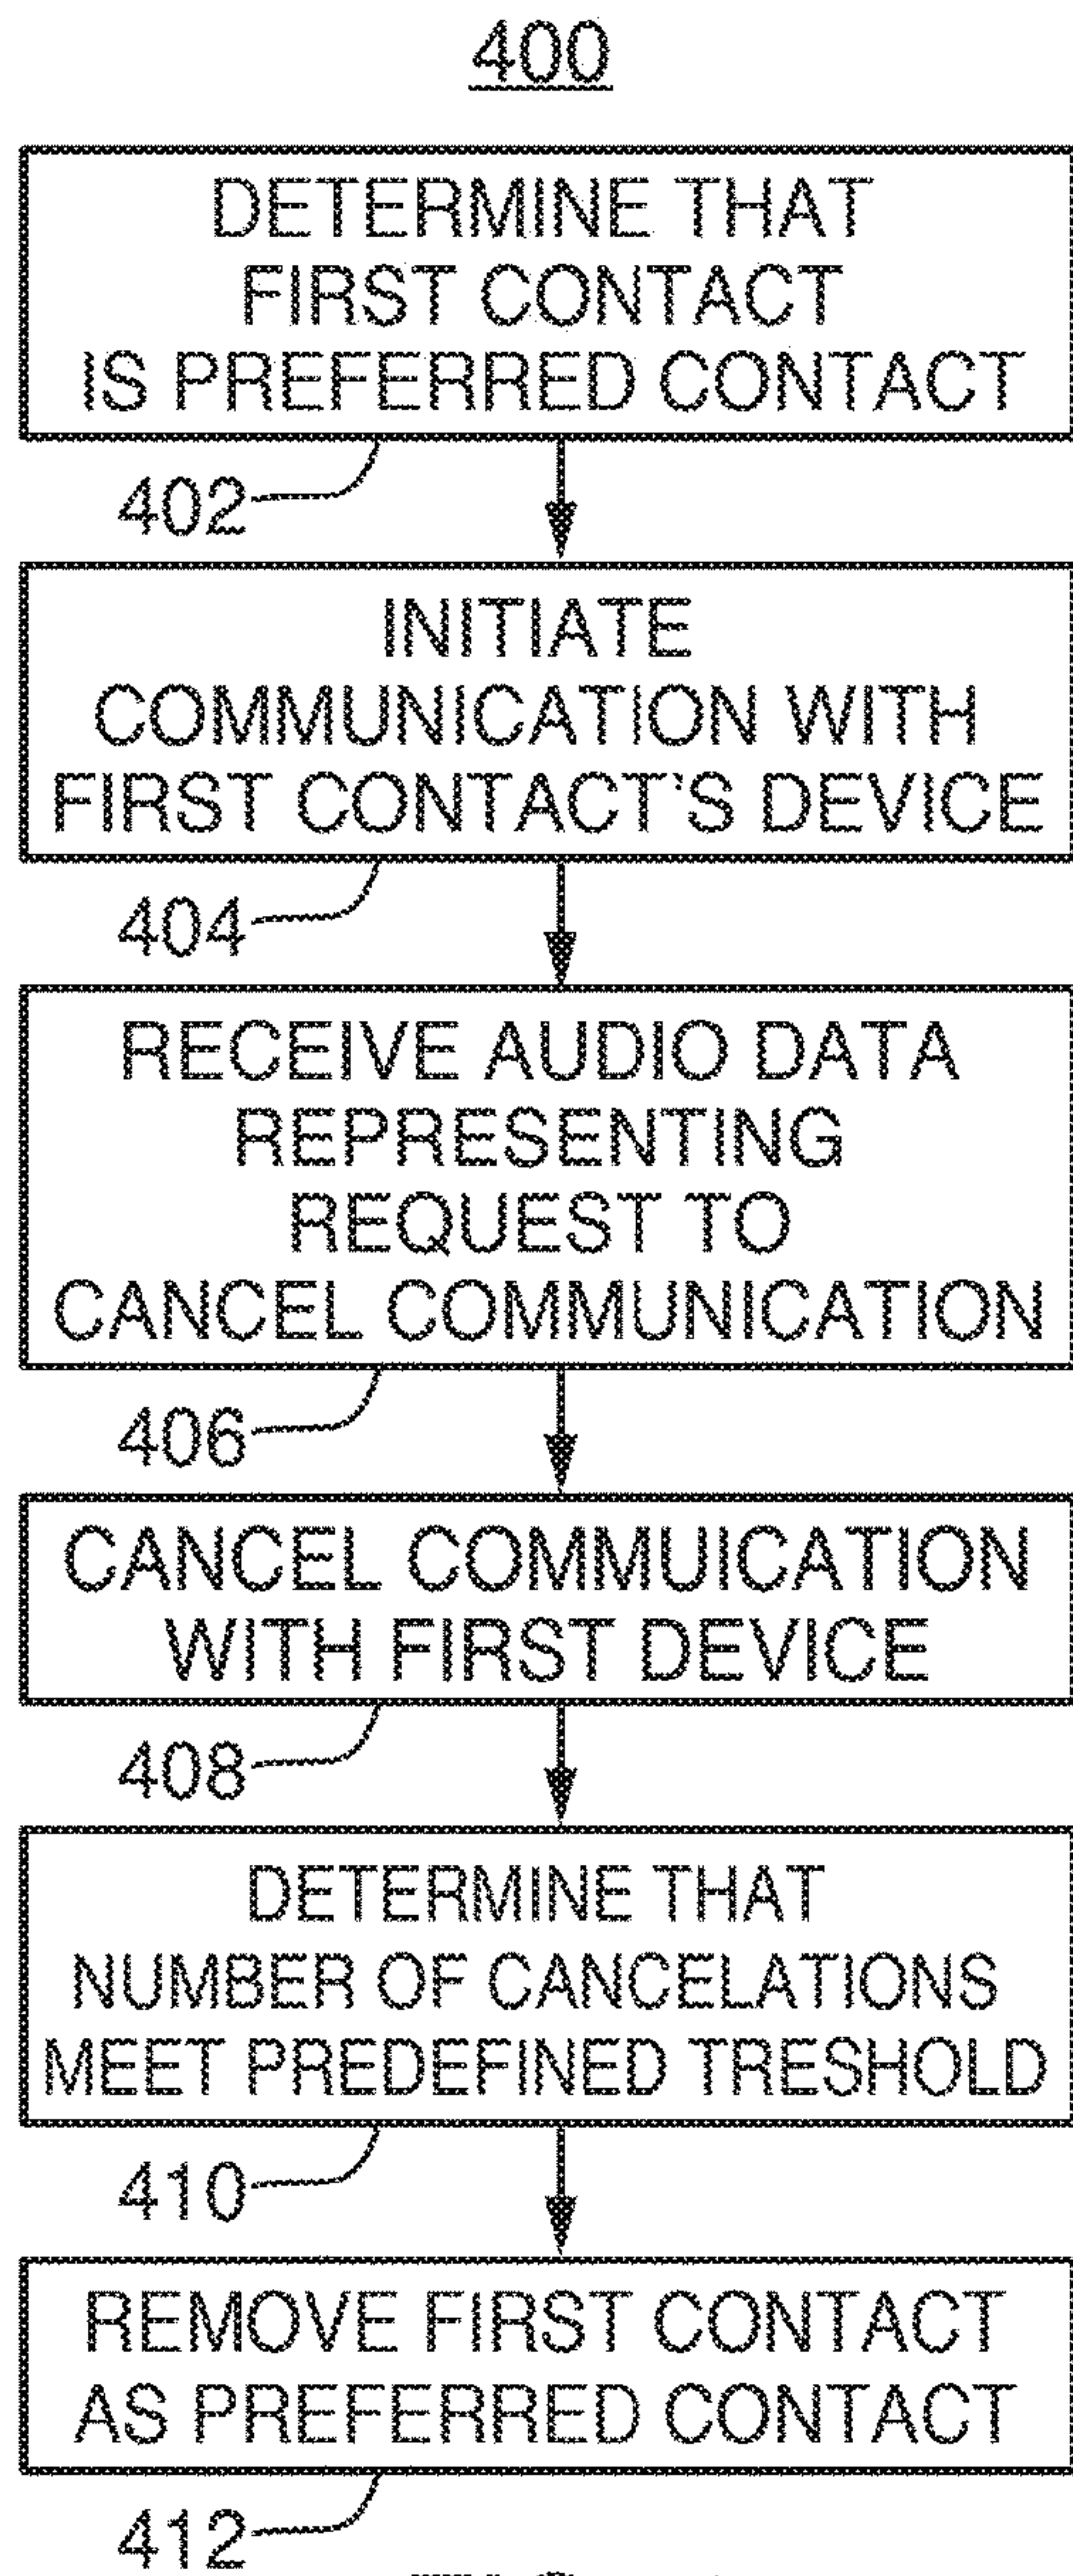 400
DETERMINE THAT
FIRST CONTACT
IS PREFERRED CONTACT
402
INITIATE
COMMUNICATION WITH
FIRST CONTACT'S DEVICE
404
RECEIVE AUDIO DATA
REPRESENTING
REQUEST TO
CANCEL COMMUNICATION
406
CANCEL COMMUICATION
WITH FIRST DEVICE
408
DETERMINE THAT
NUMBER OF CANCELATIONS
MEET PREDEFINED TRESHOLD
410
REMOVE FIRST CONTACT
AS PREFERRED CONTACT
412